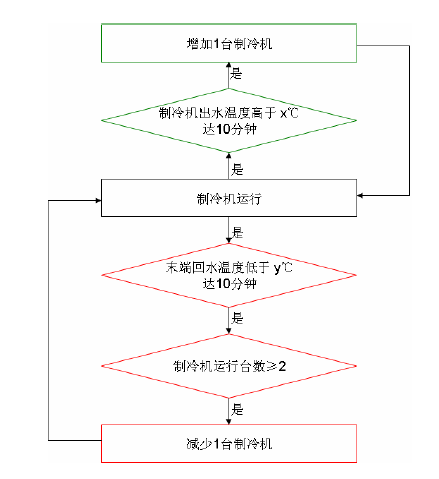 增加1台制冷机
是
制冷机出水温度高于 x℃
达10分钟
是
制冷机运行
是
末端回水温度低于 y℃
达10分钟
是
制冷机运行台数≥2
是
减少1台制冷机